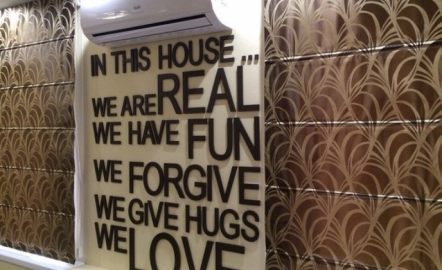 IN THIS HOUSE,,,
WE ARE REAL
WE HAVE FUN
WE FORGIVE
WE GIVE HUGS
WE LOVE